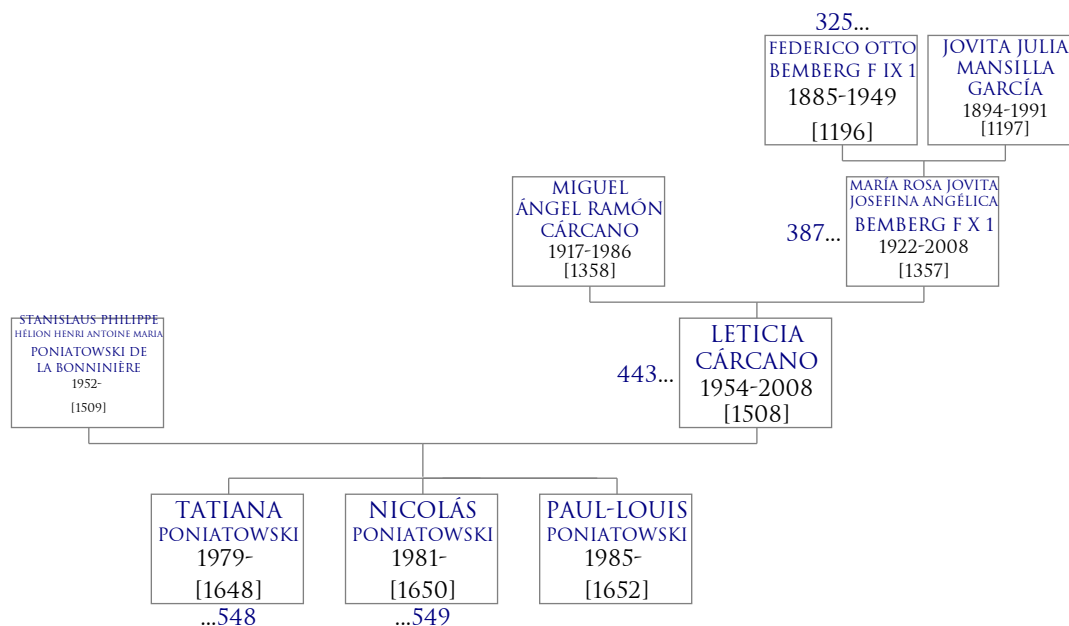 325...
FEDERICO OTTO
BEMBERG F IX 1
1885-1949
[1196]
JOVITA JULIA
MANSILLA
GARCÍA
1894-1991
[1197]
MIGUEL
ÁNGEL RAMÓN
CÁRCANO
1917-1986
[1358]
387...
MARÍA ROSA JOVITA
JOSEFINA ANGÉLICA
BEMBERG F X 1
1922-2008
[1357]
STANISLAUS PHILIPPE
HÉLION HENRI ANTOINE MARIA
PONIATOWSKI DE
LA BONNINIÈRE
1952-
[1509]
443...
LETICIA
CÁRCANO
1954-2008
[1508]
TATIANA
PONIATOWSKI
1979-
[1648]
...548
NICOLÁS
PONIATOWSKI
1981-
[1650]
...549
PAUL-LOUIS
PONIATOWSKI
1985-
[1652]